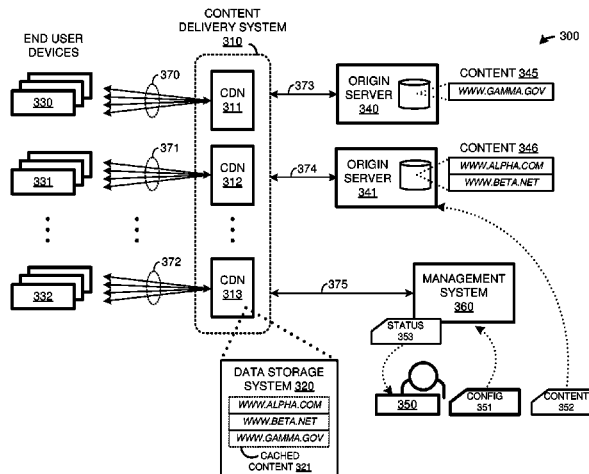 CONTENT
DELIVERY SYSTEM
310
END USER
DEVICES
300
370
330
CDN
311
373
ORIGIN
SERVER
340
CONTENT 345
WWW.GAMMA.GOV
371
331
CDN
312
374
ORIGIN
SERVER
341
CONTENT 346
WWW.ALPHA.COM
WWW.BETA.NET
372
332
CDN
313
375
MANAGEMENT
SYSTEM
360
STATUS
353
DATA STORAGE
SYSTEM 320
WWW.ALPHA.COM
WWW.BETA.NET
WWW.GAMMA.GOV
CACHED
CONTENT 321
350
CONFIG
351
CONTENT
352